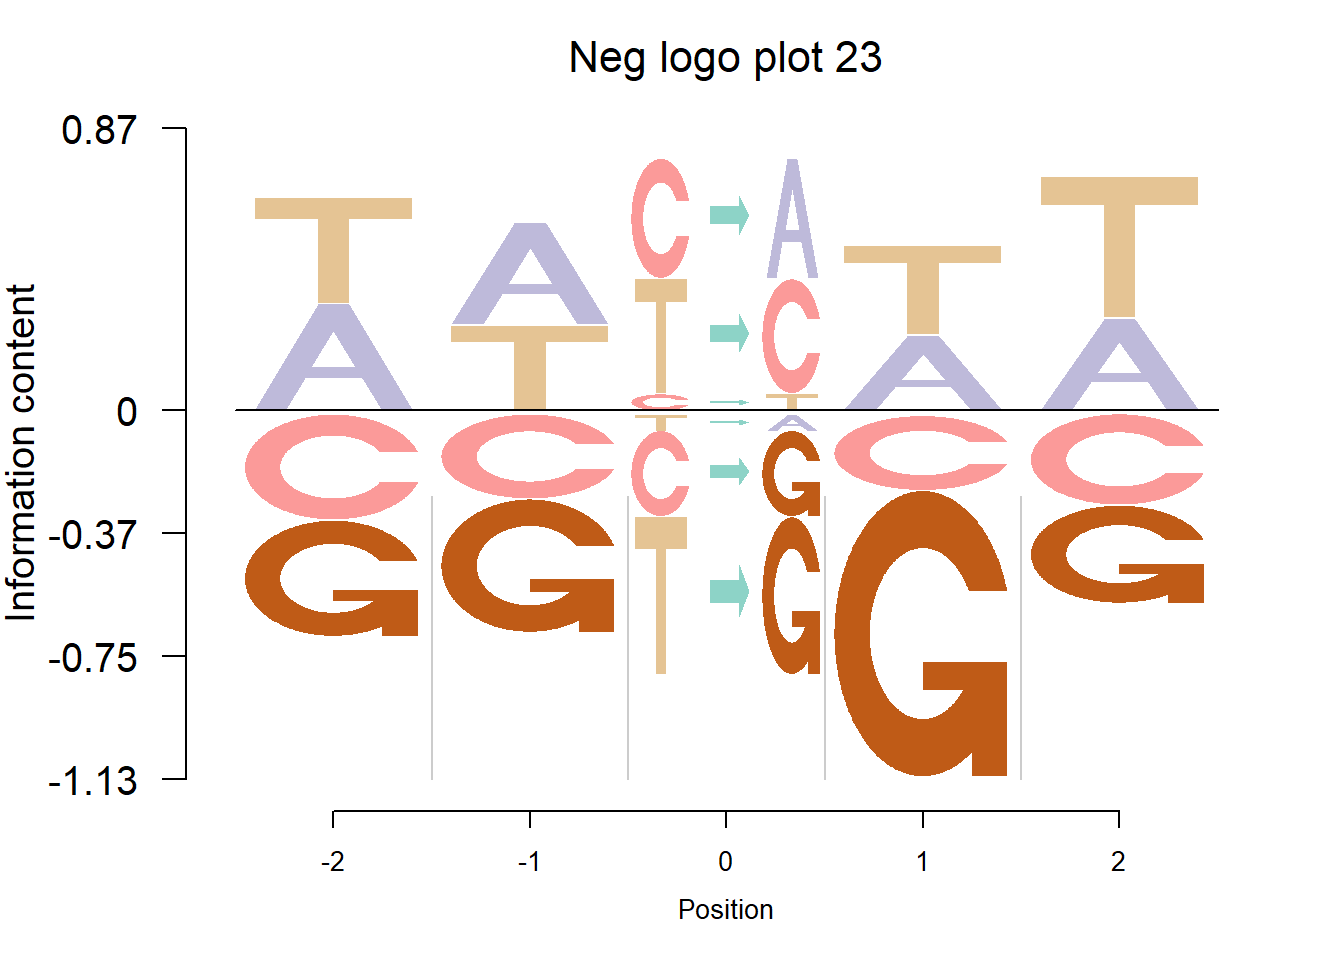 Neg logo plot 23
0.87
0
-0.37
-0.75
-1.13
Information content
T A C → A T T
A T T → C A A
C → T
T → A
C C C → G C C
G G T → G G G
-2 -1 0 1 2
Position